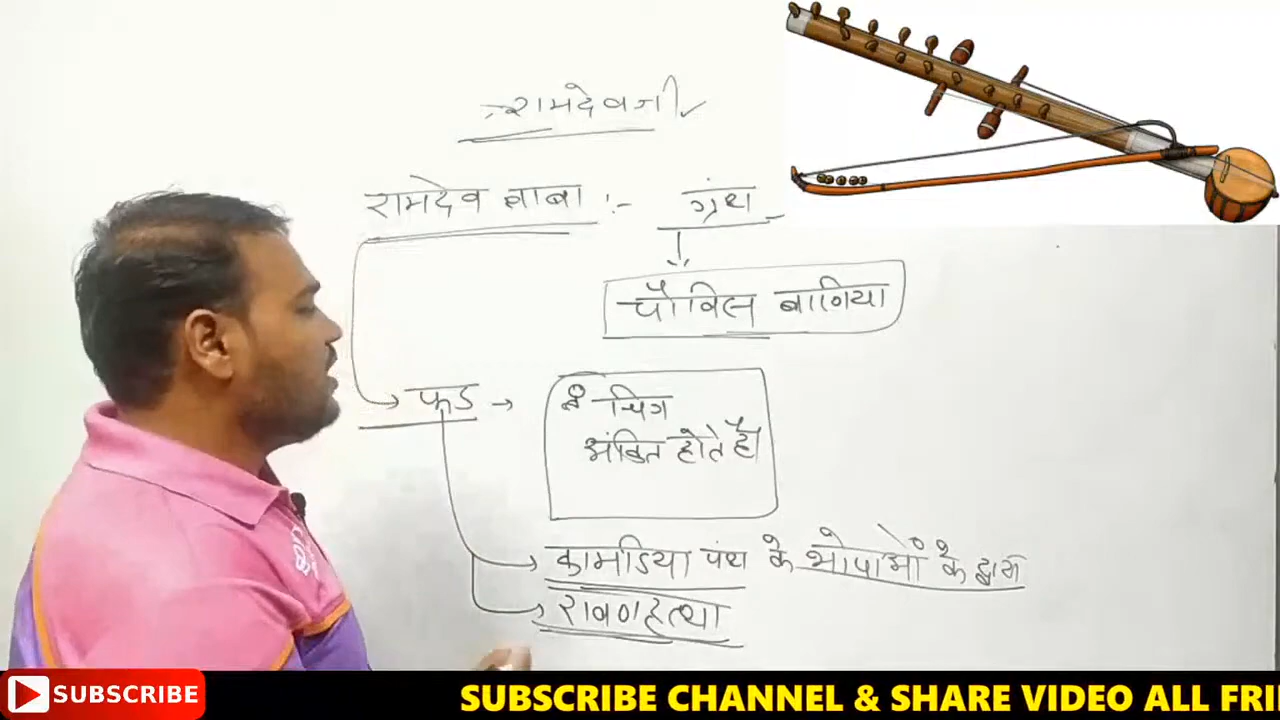 रामदेवजी
रामदेव बाबा :- ग्रंथ
चौविस बाणिया
फड →
चित्र
अंकित होते है।
कामडिया पंथ के भोपाओं के द्वारा
रावणहत्था
SUBSCRIBE SUBSCRIBE CHANNEL & SHARE VIDEO ALL FRI